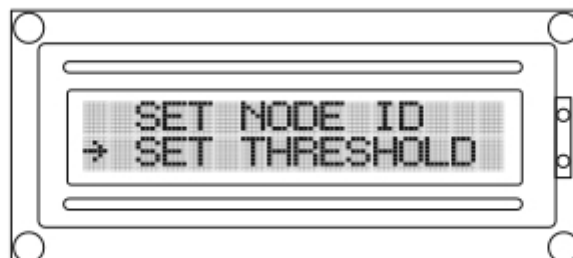 SET NODE ID
→ SET THRESHOLD